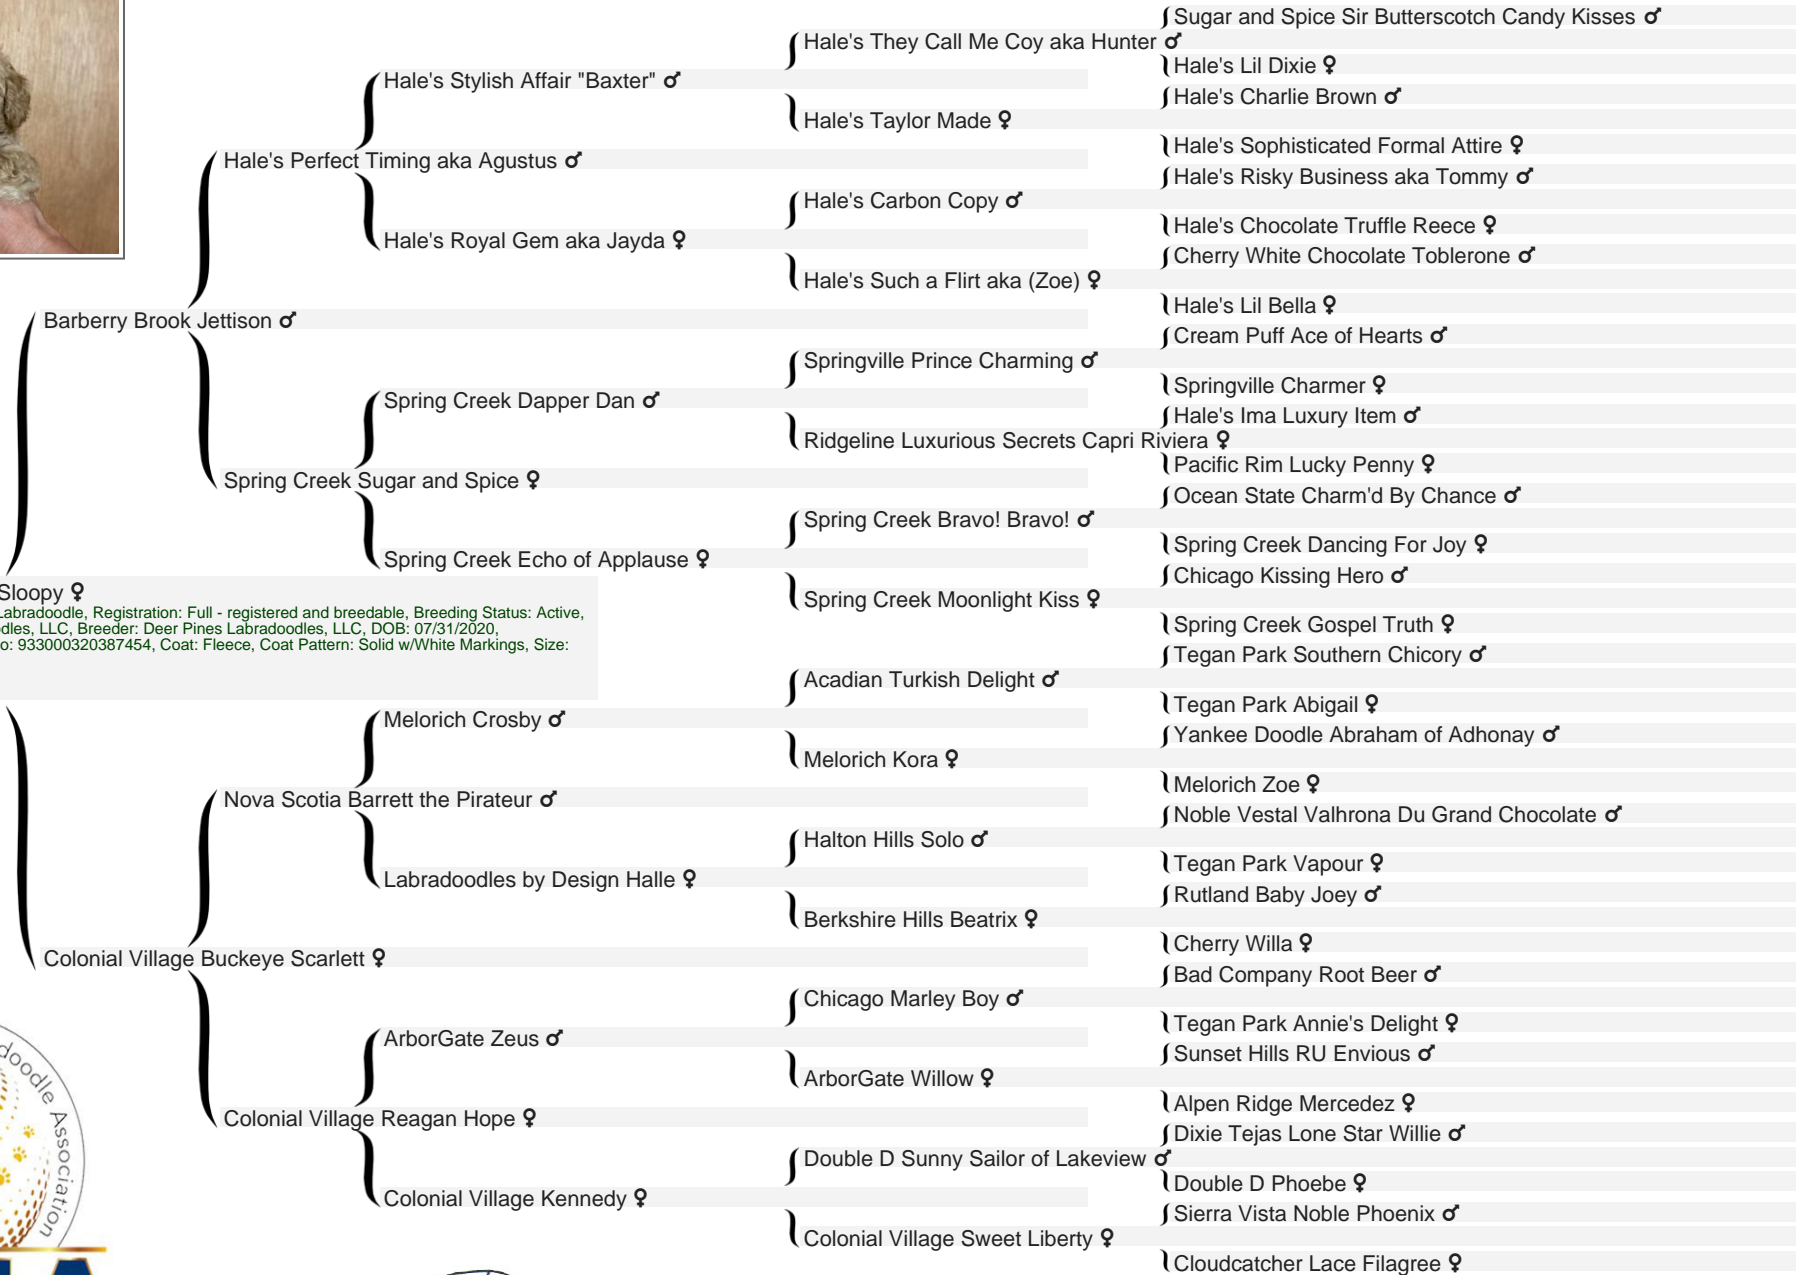 Sugar and Spice Sir Butterscotch Candy Kisses ♂
Hale's They Call Me Coy aka Hunter ♂
Hale's Lil Dixie ♀
Hale's Stylish Affair "Baxter" ♂
Hale's Charlie Brown ♂
Hale's Taylor Made ♀
Hale's Sophisticated Formal Attire ♀
Hale's Perfect Timing aka Agustus ♂
Hale's Risky Business aka Tommy ♂
Hale's Carbon Copy ♂
Hale's Chocolate Truffle Reece ♀
Hale's Royal Gem aka Jayda ♀
Cherry White Chocolate Toblerone ♂
Hale's Such a Flirt aka (Zoe) ♀
Hale's Lil Bella ♀
Barberry Brook Jettison ♂
Cream Puff Ace of Hearts ♂
Springville Prince Charming ♂
Springville Charmer ♀
Spring Creek Dapper Dan ♂
Hale's Ima Luxury Item ♂
Ridgeline Luxurious Secrets Capri Riviera ♀
Pacific Rim Lucky Penny ♀
Spring Creek Sugar and Spice ♀
Ocean State Charm'd By Chance ♂
Spring Creek Bravo! Bravo! ♂
Spring Creek Dancing For Joy ♀
Spring Creek Echo of Applause ♀
Chicago Kissing Hero ♂
Sloopy ♀
Spring Creek Moonlight Kiss ♀
Labradoodle, Registration: Full - registered and breedable, Breeding Status: Active,
dles, LLC, Breeder: Deer Pines Labradoodles, LLC, DOB: 07/31/2020,
o: 933000320387454, Coat: Fleece, Coat Pattern: Solid w/White Markings, Size:
Spring Creek Gospel Truth ♀
Tegan Park Southern Chicory ♂
Acadian Turkish Delight ♂
Tegan Park Abigail ♀
Melorich Crosby ♂
Yankee Doodle Abraham of Adhonay ♂
Melorich Kora ♀
Melorich Zoe ♀
Nova Scotia Barrett the Pirateur ♂
Noble Vestal Valhrona Du Grand Chocolate ♂
Halton Hills Solo ♂
Tegan Park Vapour ♀
Labradoodles by Design Halle ♀
Rutland Baby Joey ♂
Berkshire Hills Beatrix ♀
Cherry Willa ♀
Colonial Village Buckeye Scarlett ♀
Bad Company Root Beer ♂
Chicago Marley Boy ♂
Tegan Park Annie's Delight ♀
ArborGate Zeus ♂
Sunset Hills RU Envious ♂
ArborGate Willow ♀
Alpen Ridge Mercedez ♀
Colonial Village Reagan Hope ♀
Dixie Tejas Lone Star Willie ♂
Double D Sunny Sailor of Lakeview ♂
Double D Phoebe ♀
Colonial Village Kennedy ♀
Sierra Vista Noble Phoenix ♂
Colonial Village Sweet Liberty ♀
Cloudcatcher Lace Filagree ♀
doodle Association